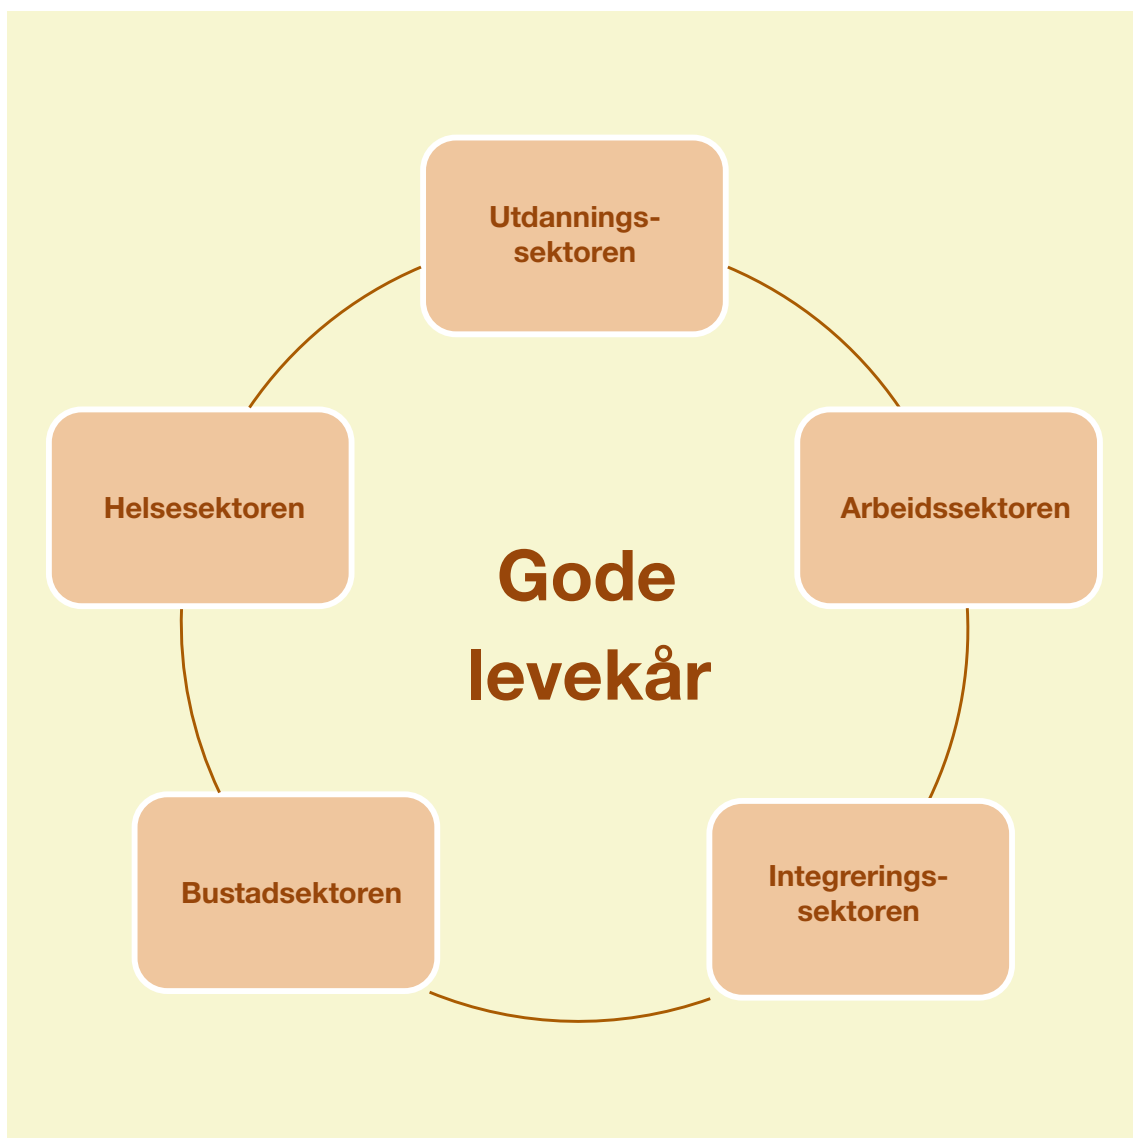 Utdannings-
sektoren
Helsesektoren
Arbeidssektoren
Gode
levekår
Bustadsektoren
Integrerings-
sektoren